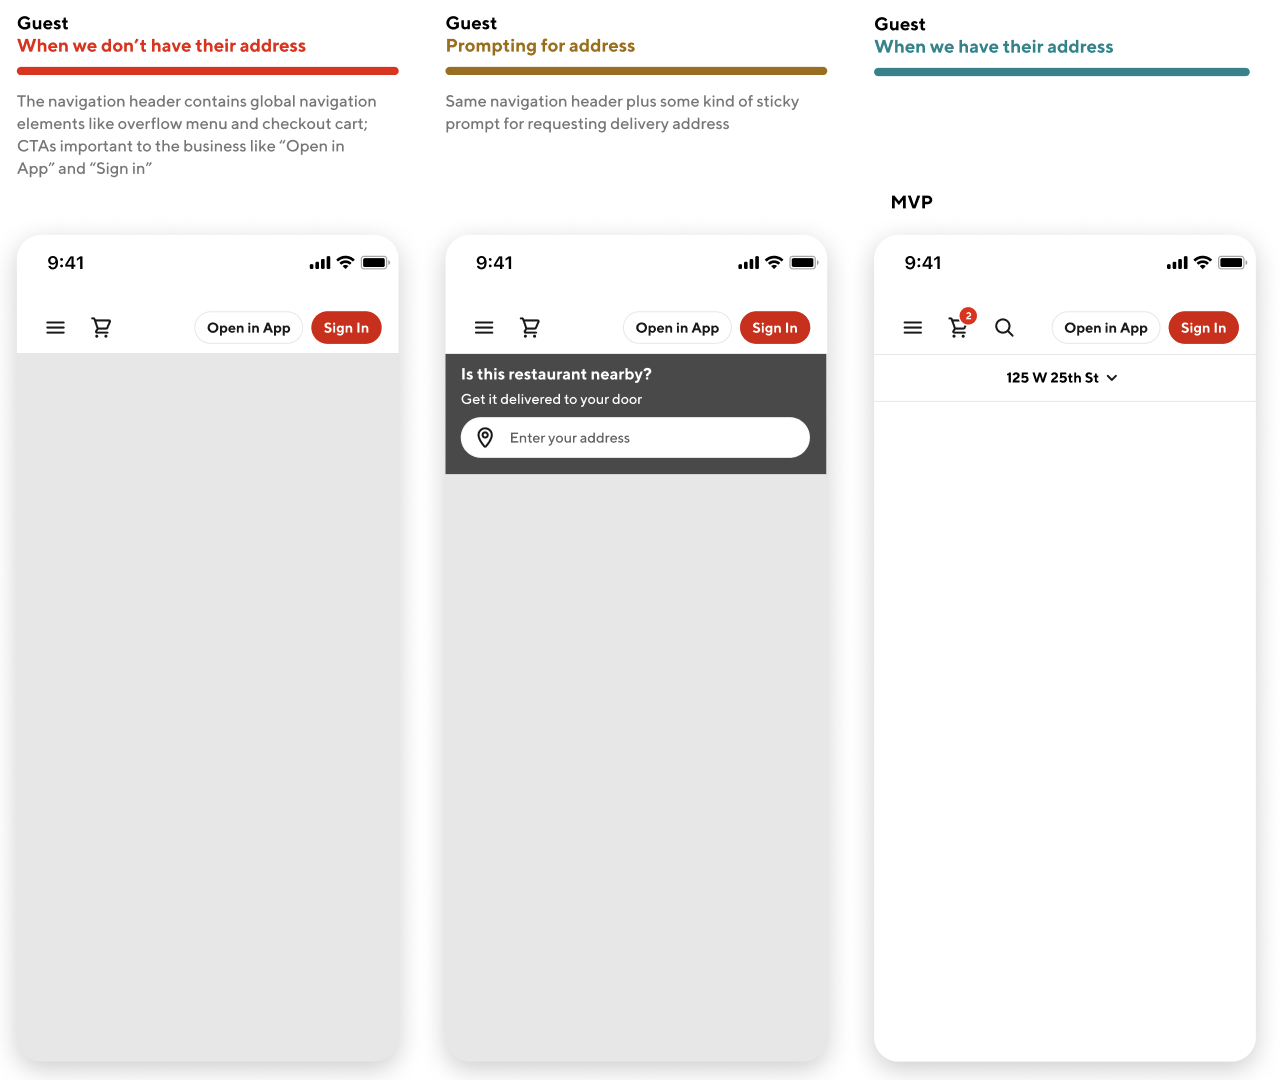 Guest
When we don’t have their address
The navigation header contains global navigation
elements like overflow menu and checkout cart;
CTAs important to the business like “Open in
App” and “Sign in”
9:41
Open in App
Sign In
Guest
Prompting for address
Same navigation header plus some kind of sticky
prompt for requesting delivery address
9:41
Open in App
Sign In
Is this restaurant nearby?
Get it delivered to your door
Enter your address
Guest
When we have their address
MVP
9:41
2
Open in App
Sign In
125 W 25th St